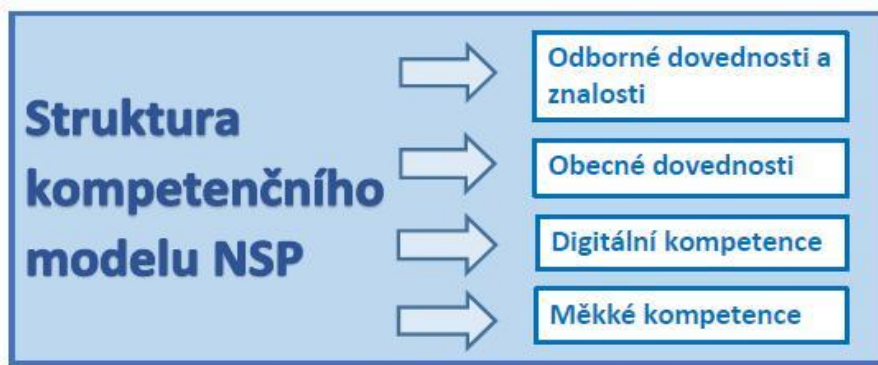 Struktura
kompetenčního
modelu NSP
Odborné dovednosti a
znalosti
Obecné dovednosti
Digitální kompetence
Měkké kompetence